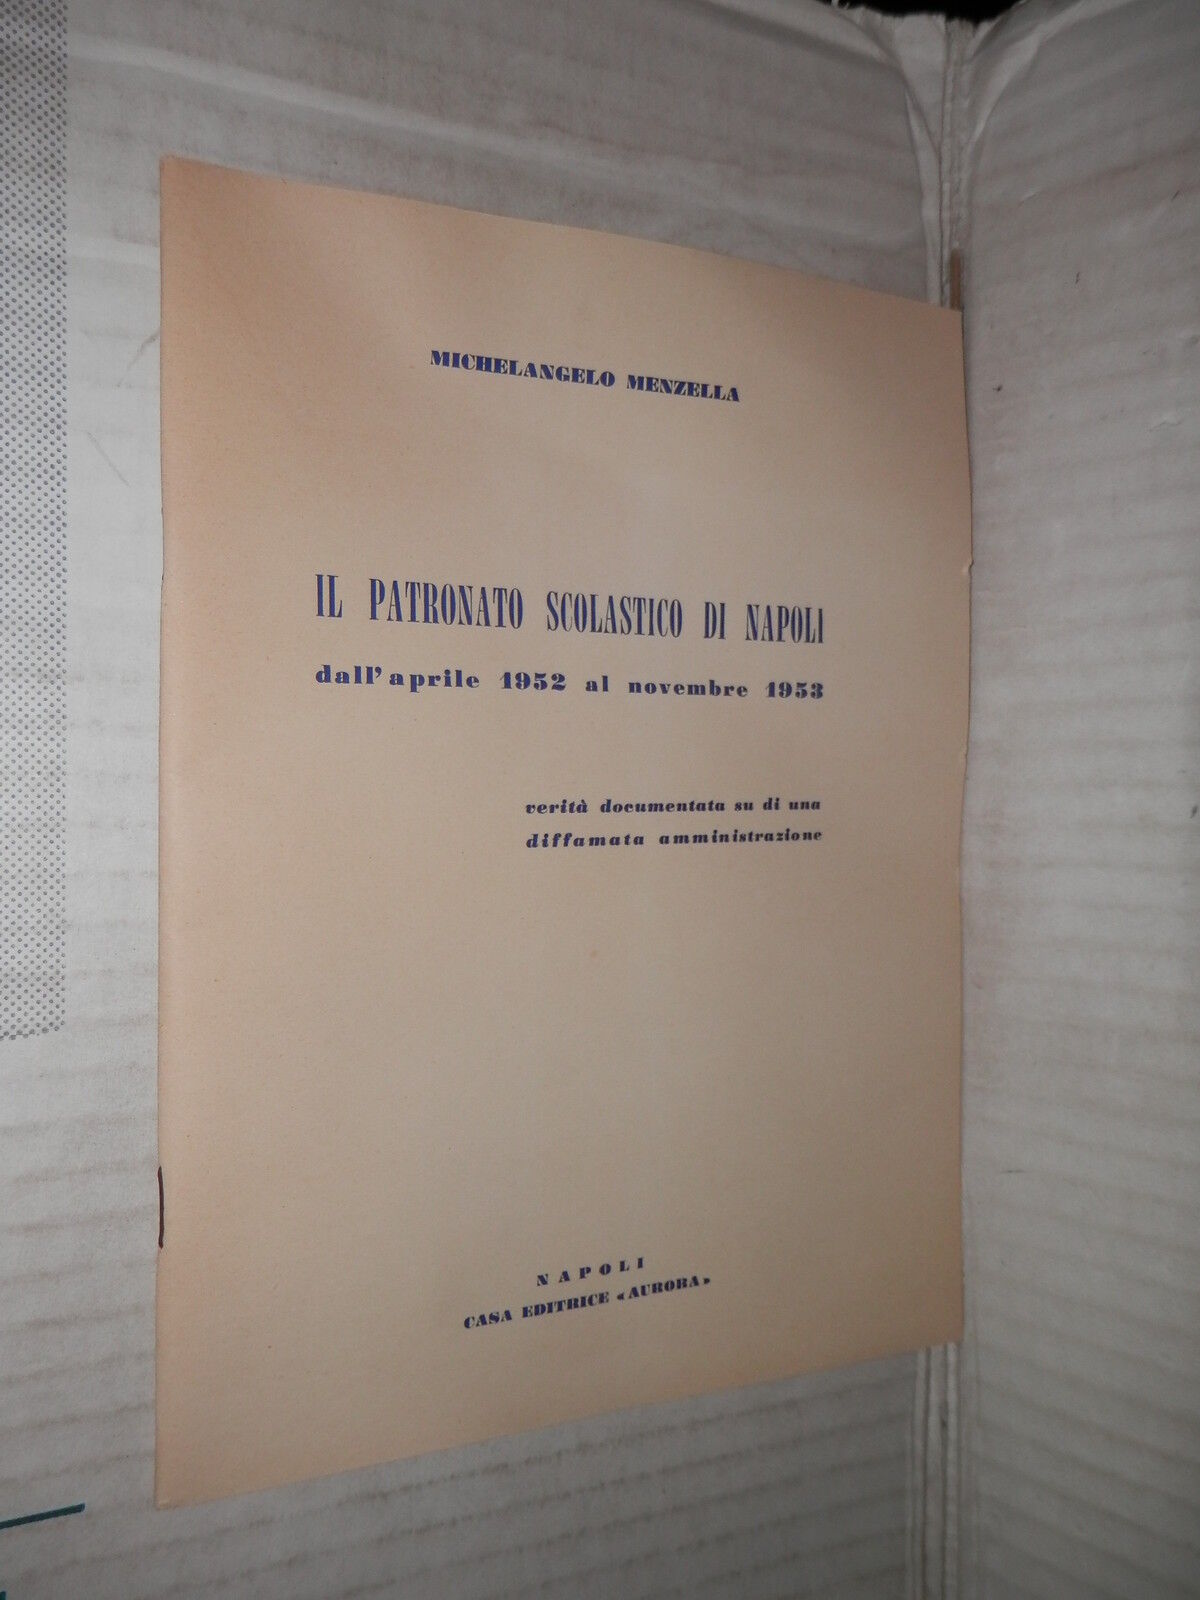 MICHELANGELO MENZELLA
IL PATRONATO SCOLASTICO DI NAPOLI
dall'aprile 1952 al novembre 1953
verità documentata su di una
diffamata amministrazione
NAPOLI
CASA EDITRICE «AURORA»